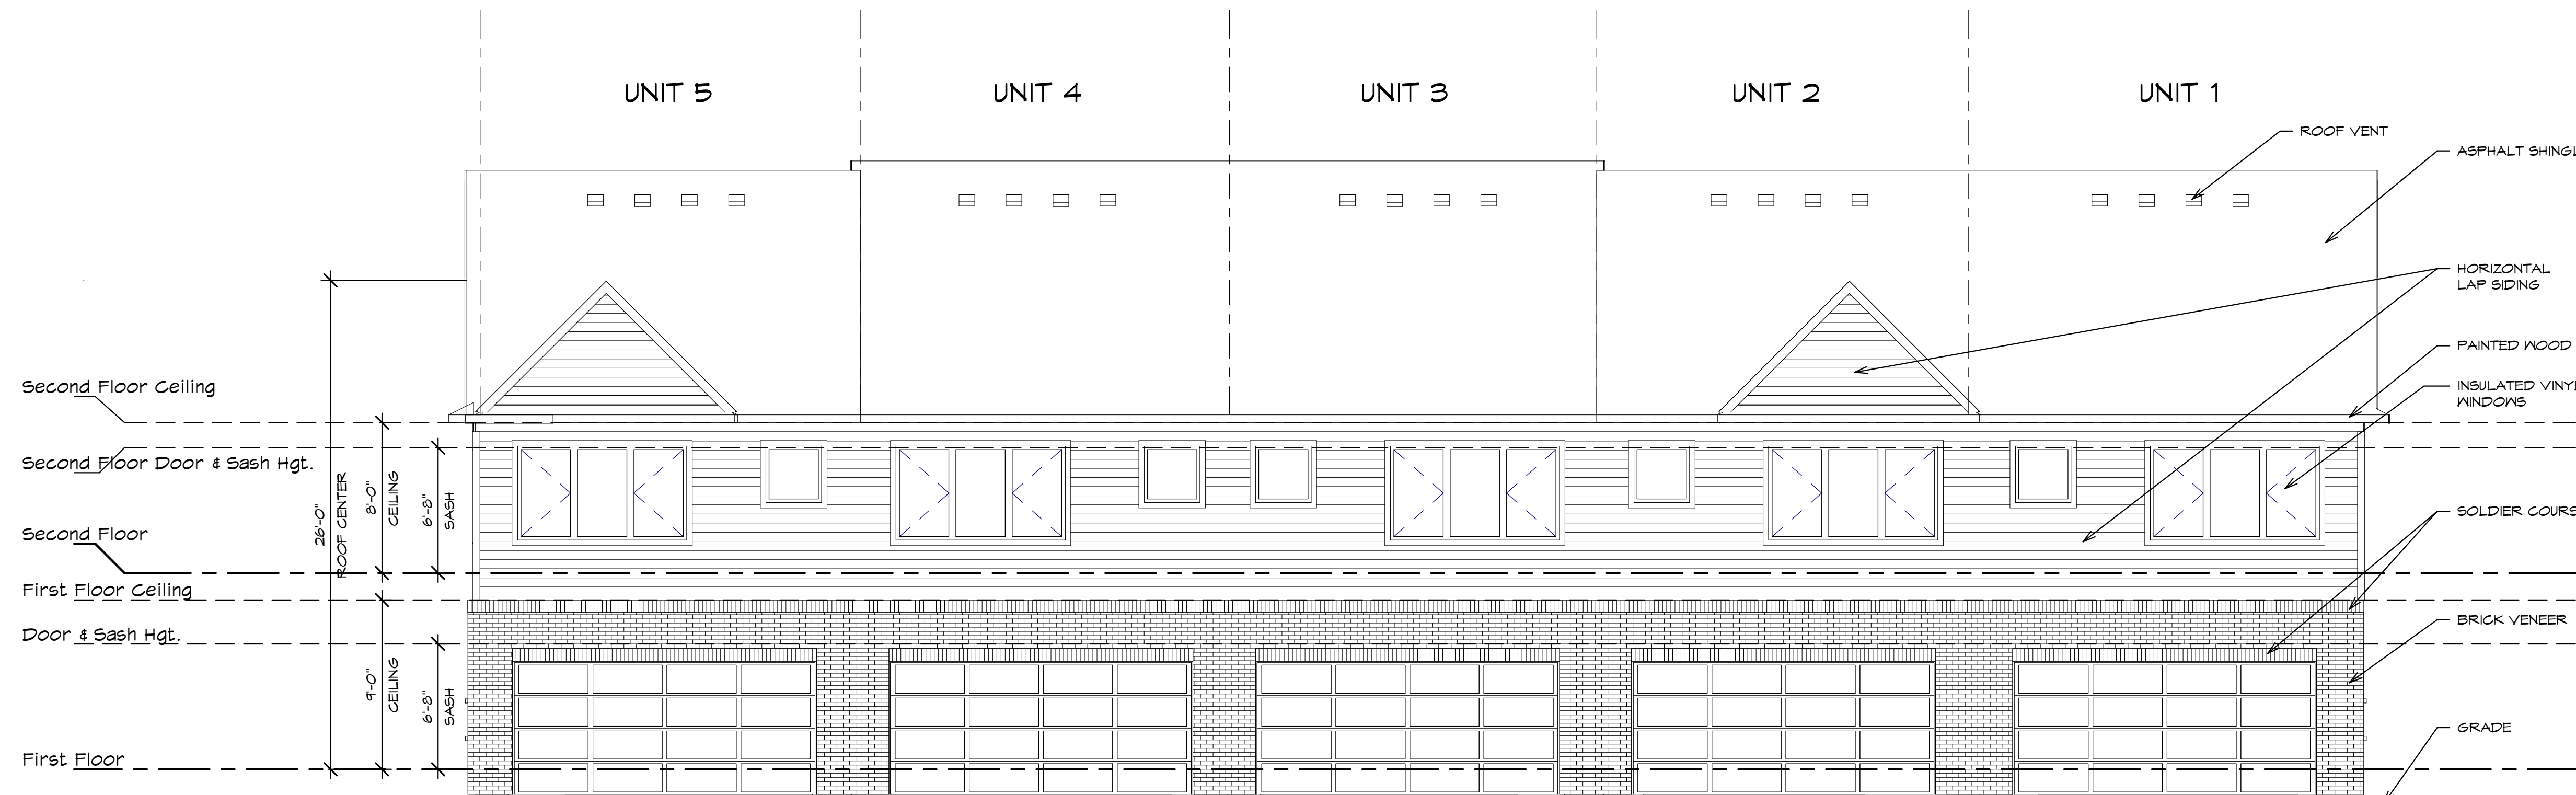 UNIT 5
UNIT 4
UNIT 3
UNIT 2
UNIT 1
ROOF VENT
ASPHALT SHINGL
HORIZONTAL
LAP SIDING
PAINTED WOOD
INSULATED VINY
WINDOWS
SOLDIER COURS
BRICK VENEER
GRADE
Second Floor Ceiling
Second Floor Door & Sash Hgt.
Second Floor
First Floor Ceiling
Door & Sash Hgt.
First Floor
26'-0"
ROOF CENTER
8'-0"
CEILING
6'-8"
SASH
9'-0"
CEILING
6'-8"
SASH